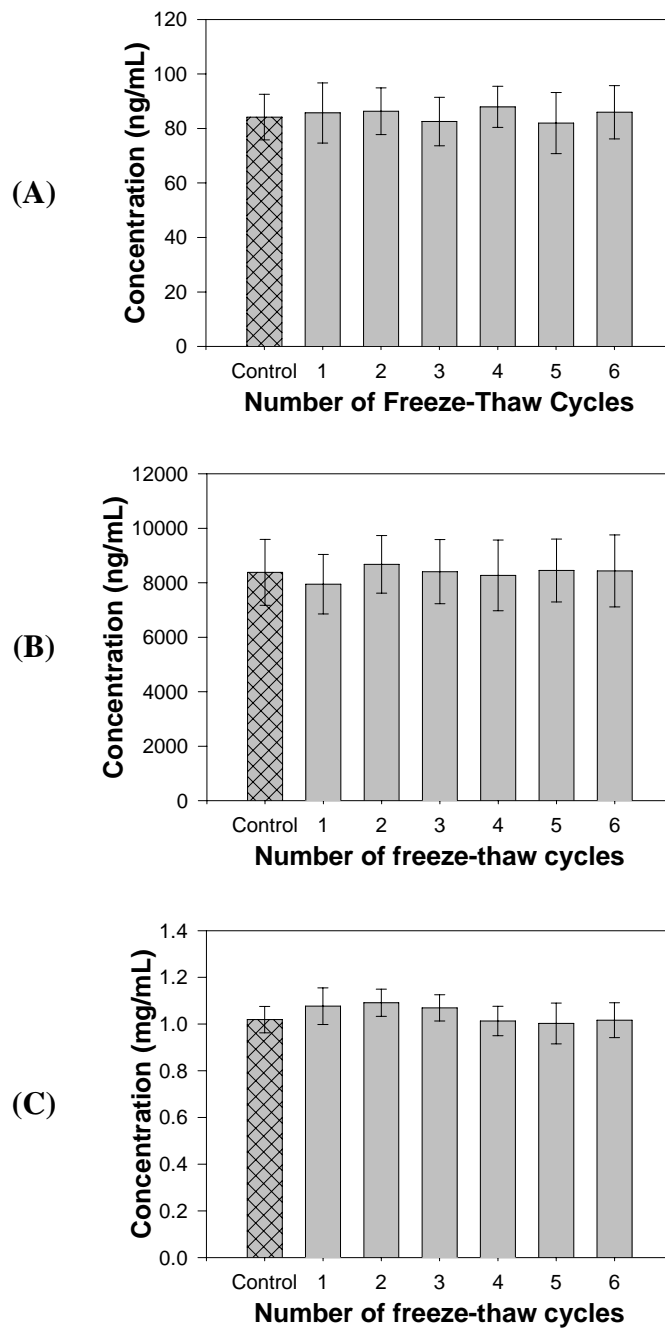 (A)
Concentration (ng/mL)
120
100
80
60
40
20
0
Control 1 2 3 4 5 6
Number of Freeze-Thaw Cycles
(B)
Concentration (ng/mL)
12000
10000
8000
6000
4000
2000
0
Control 1 2 3 4 5 6
Number of freeze-thaw cycles
(C)
Concentration (mg/mL)
1.4
1.2
1.0
0.8
0.6
0.4
0.2
0.0
Control 1 2 3 4 5 6
Number of freeze-thaw cycles